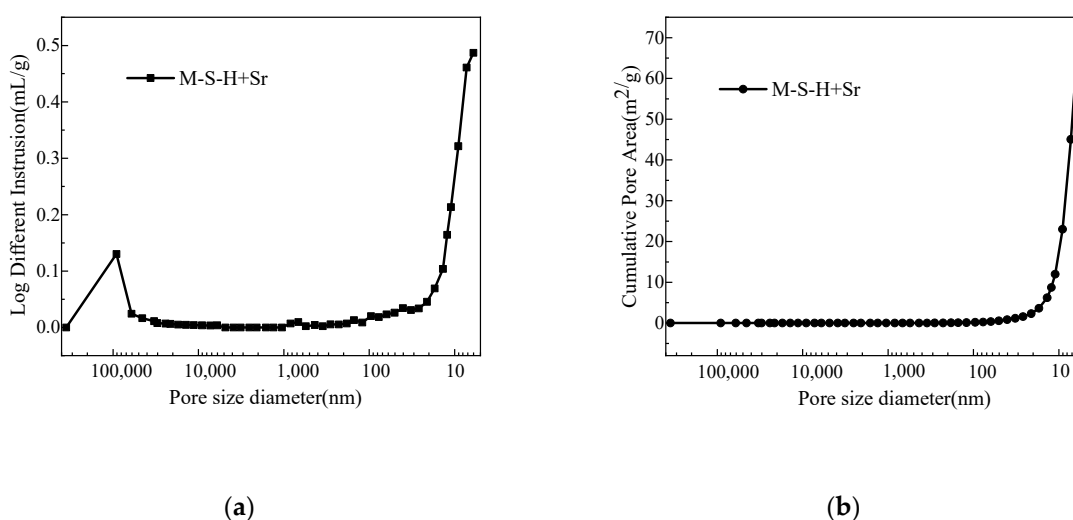 0.5
0.4
0.3
0.2
0.1
0.0
Log Different Instrusion(mL/g)
M-S-H+Sr
100,000 10,000 1,000 100 10
Pore size diameter(nm)
(a)
70
60
50
40
30
20
10
0
Cumulative Pore Area(m²/g)
M-S-H+Sr
100,000 10,000 1,000 100 10
Pore size diameter(nm)
(b)